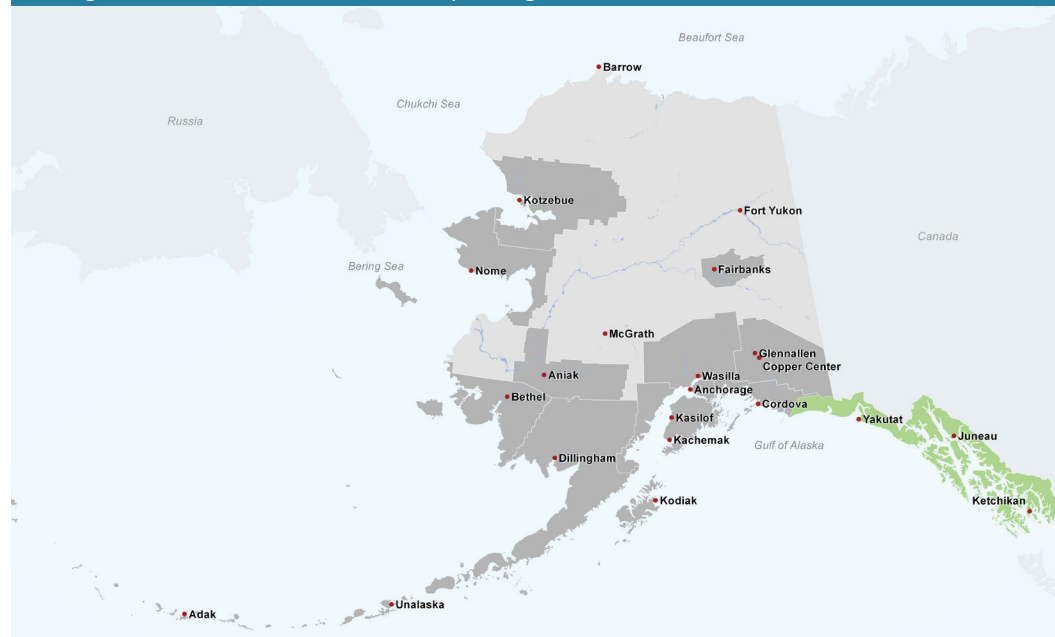 Beaufort Sea
Barrow
Chukchi Sea
Russia
Kotzebue
Fort Yukon
Canada
Bering Sea
Nome
Fairbanks
McGrath
Glennallen
Copper Center
Aniak
Wasilla
Anchorage
Bethel
Cordova
Kasilof
Yakutat
Kachemak
Gulf of Alaska
Juneau
Dillingham
Kodiak
Ketchikan
Unalaska
Adak